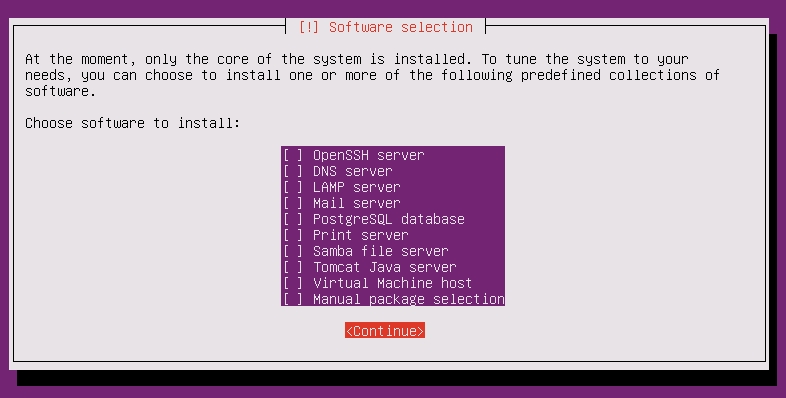 [!] Software selection
At the moment, only the core of the system is installed. To tune the system to your
needs, you can choose to install one or more of the following predefined collections of
software.
Choose software to install:
[ ] OpenSSH server
[ ] DNS server
[ ] LAMP server
[ ] Mail server
[ ] PostgreSQL database
[ ] Print server
[ ] Samba file server
[ ] Tomcat Java server
[ ] Virtual Machine host
[ ] Manual package selection
<Continue>